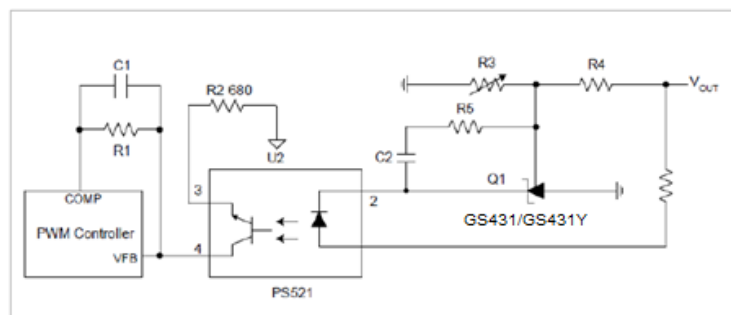 C1
R1
R2 680
U2
R3
R4
VOUT
R5
C2
Q1
GS431/GS431Y
COMP
PWM Controller
VFB
3
4
2
PS521